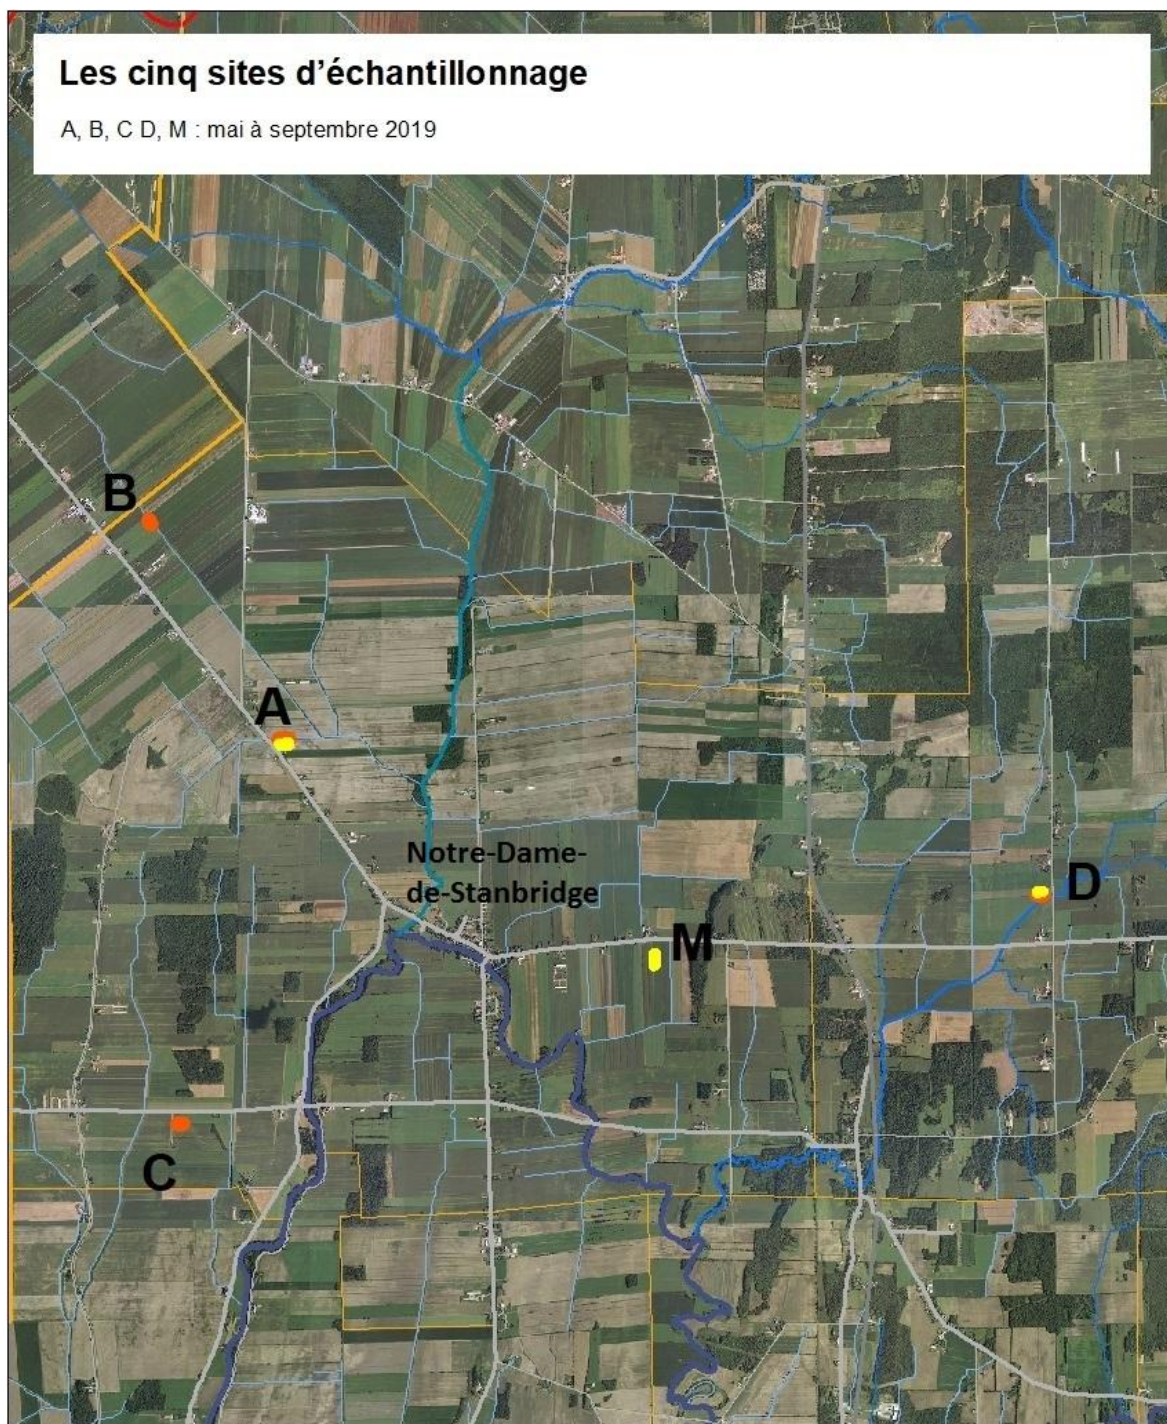 Les cinq sites d'échantillonnage
A, B, C D, M : mai à septembre 2019
B
A
Notre-Dame-
de-Stanbridge
D
M
C